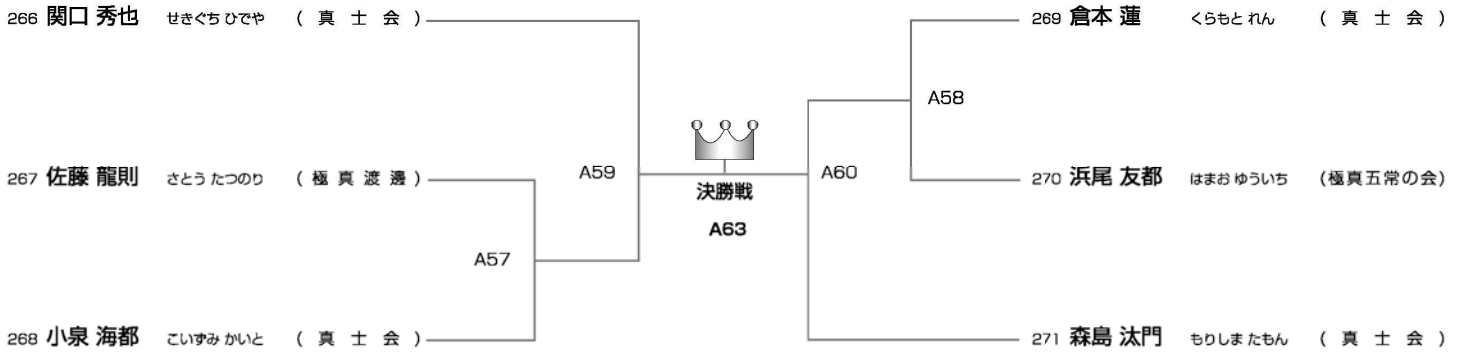 266 関口 秀也 せきぐち ひでや (真士会)
A59
267 佐藤 龍則 さとう たつのり (極真渡邊)
A57
268 小泉 海都 こいずみ かいと (真士会)
決勝戦
A63
269 倉本 蓮 くらもと れん (真士会)
A58
A60
270 浜尾 友都 はまお ゆういち (極真五常の会)
271 森島 汰門 もりしま たもん (真士会)